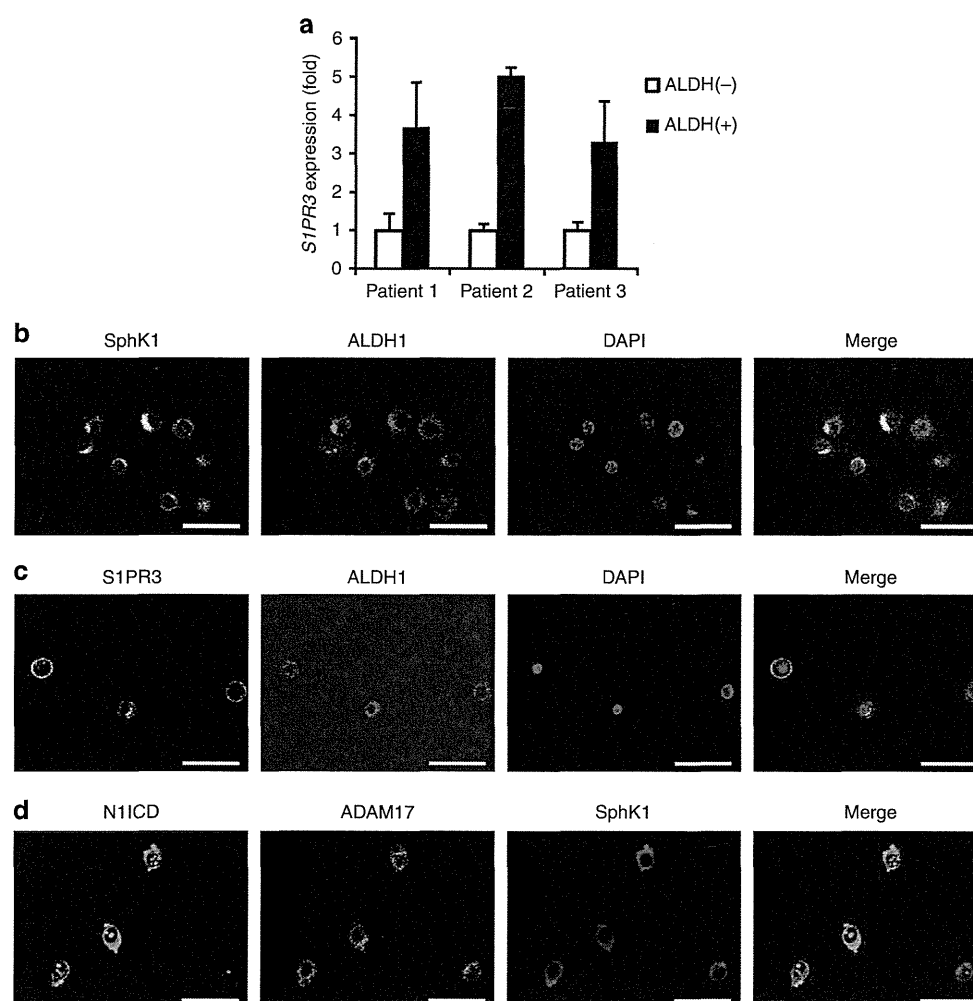 a
S1PR3 expression (fold)
6
5
4
3
2
1
0
Patient 1 Patient 2 Patient 3
ALDH(–)
ALDH(+)
b
SphK1 ALDH1 DAPI Merge
c
S1PR3 ALDH1 DAPI Merge
d
N1ICD ADAM17 SphK1 Merge